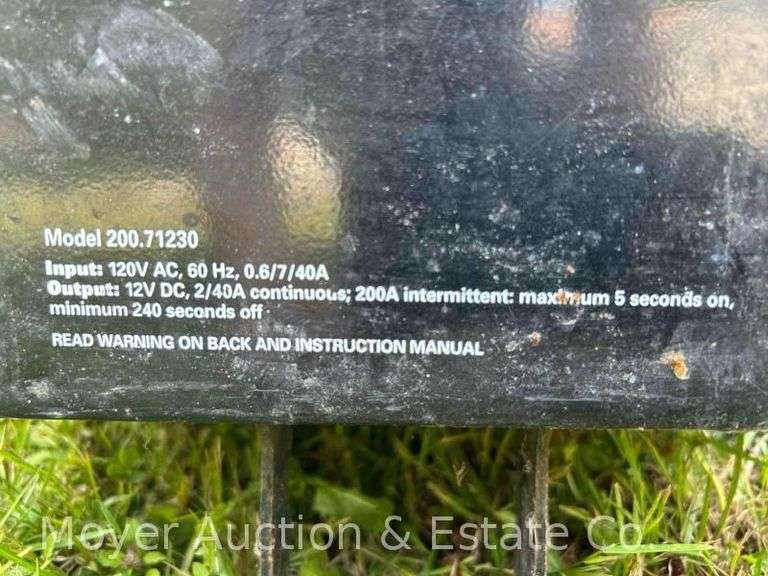 Model 200.71230
Input: 120V AC, 60 Hz, 0.6/7/40A
Output: 12V DC, 2/40A continuous; 200A intermittent: maximum 5 seconds on,
minimum 240 seconds off
READ WARNING ON BACK AND INSTRUCTION MANUAL
Moyer Auction & Estate Co